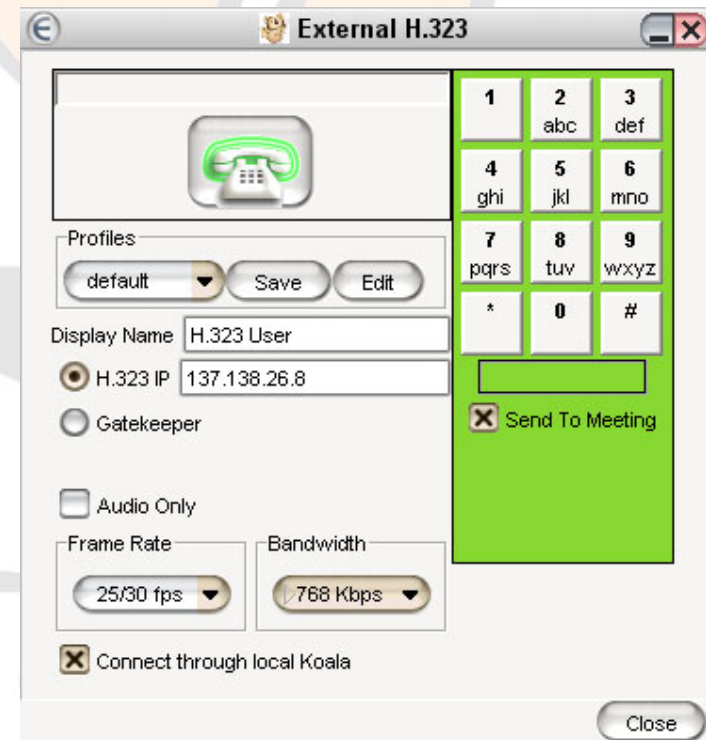 External H.323
1
2
abc
3
def
4
ghi
5
jkl
6
mno
7
pqrs
8
tuv
9
wxyz
*
0
#
Send To Meeting
Profiles
default
Save
Edit
Display Name
H.323 User
H.323 IP
137.138.26.8
Gatekeeper
Audio Only
Frame Rate
25/30 fps
Bandwidth
768 Kbps
Connect through local Koala
Close